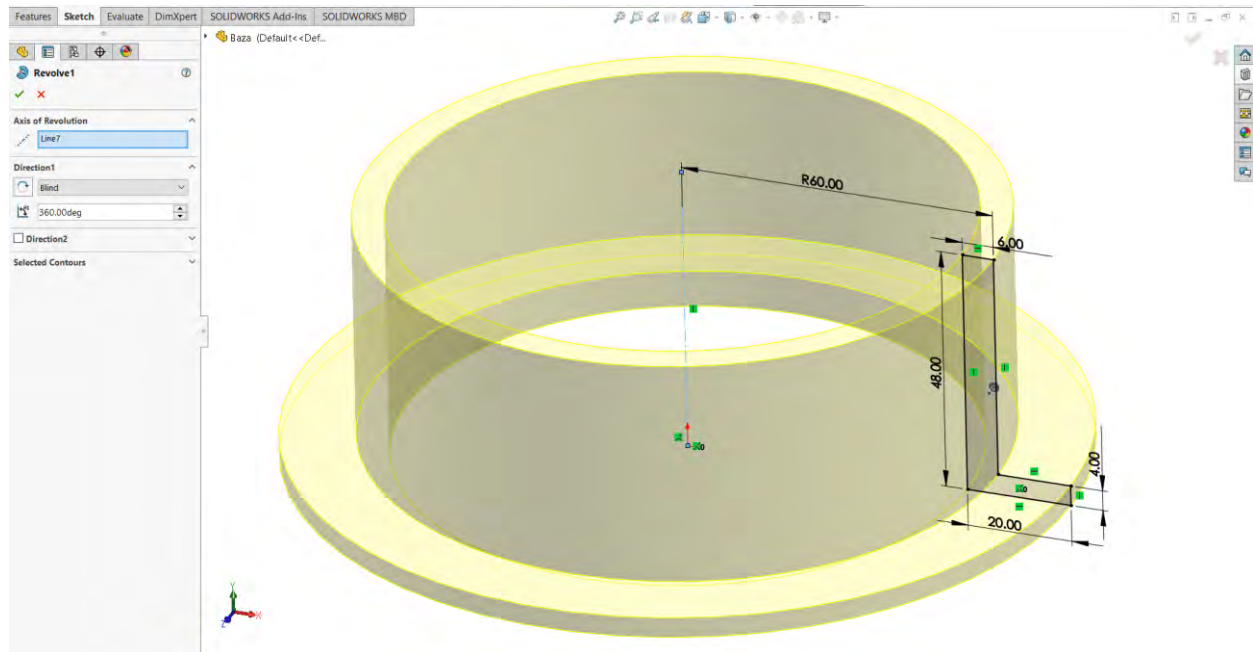 Features Sketch Evaluate DimXpert SOLIDWORKS Add-Ins SOLIDWORKS MBD
Baza (Default<<Def...
Revolve1
Axis of Revolution
Line7
Direction1
Blind
360.00deg
Direction2
Selected Contours
R60.00
6.00
48.00
4.00
20.00
Y
X
Z